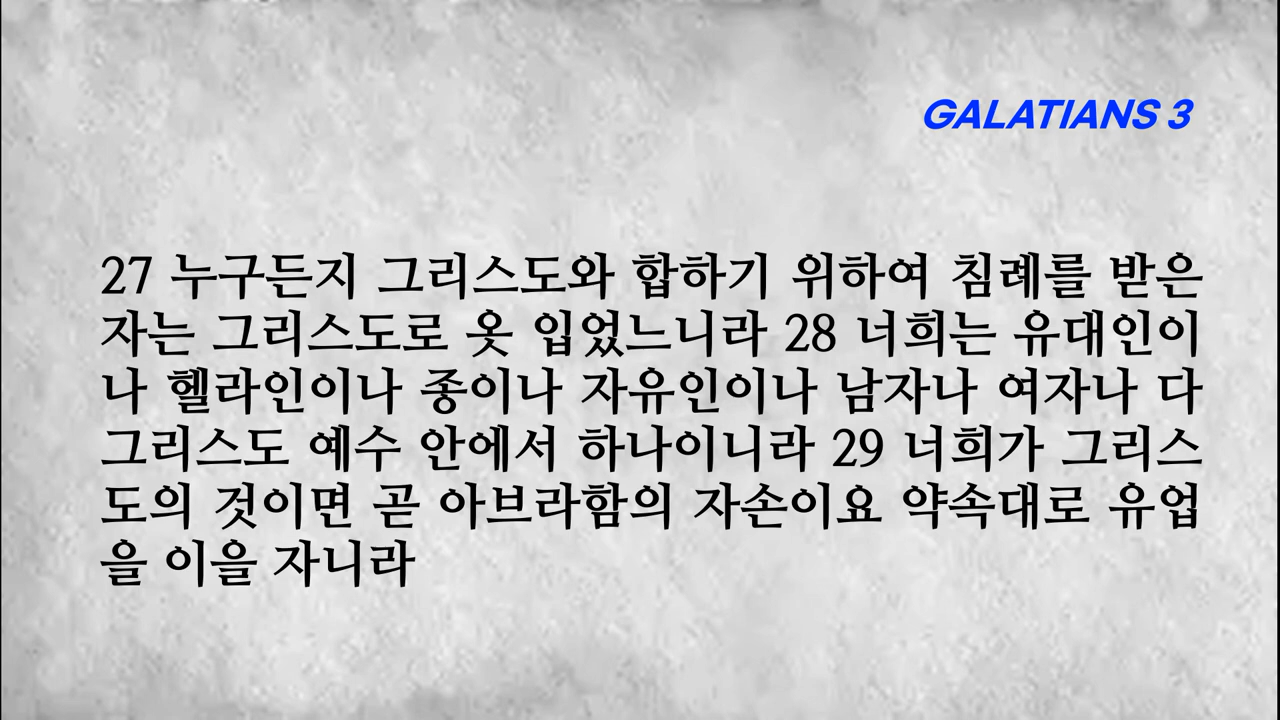 GALATIANS 3
27 누구든지 그리스도와 합하기 위하여 침례를 받은
자는 그리스도로 옷 입었느니라 28 너희는 유대인이
나 헬라인이나 종이나 자유인이나 남자나 여자나 다
그리스도 예수 안에서 하나이니라 29 너희가 그리스
도의 것이면 곧 아브라함의 자손이요 약속대로 유업
을 이을 자니라